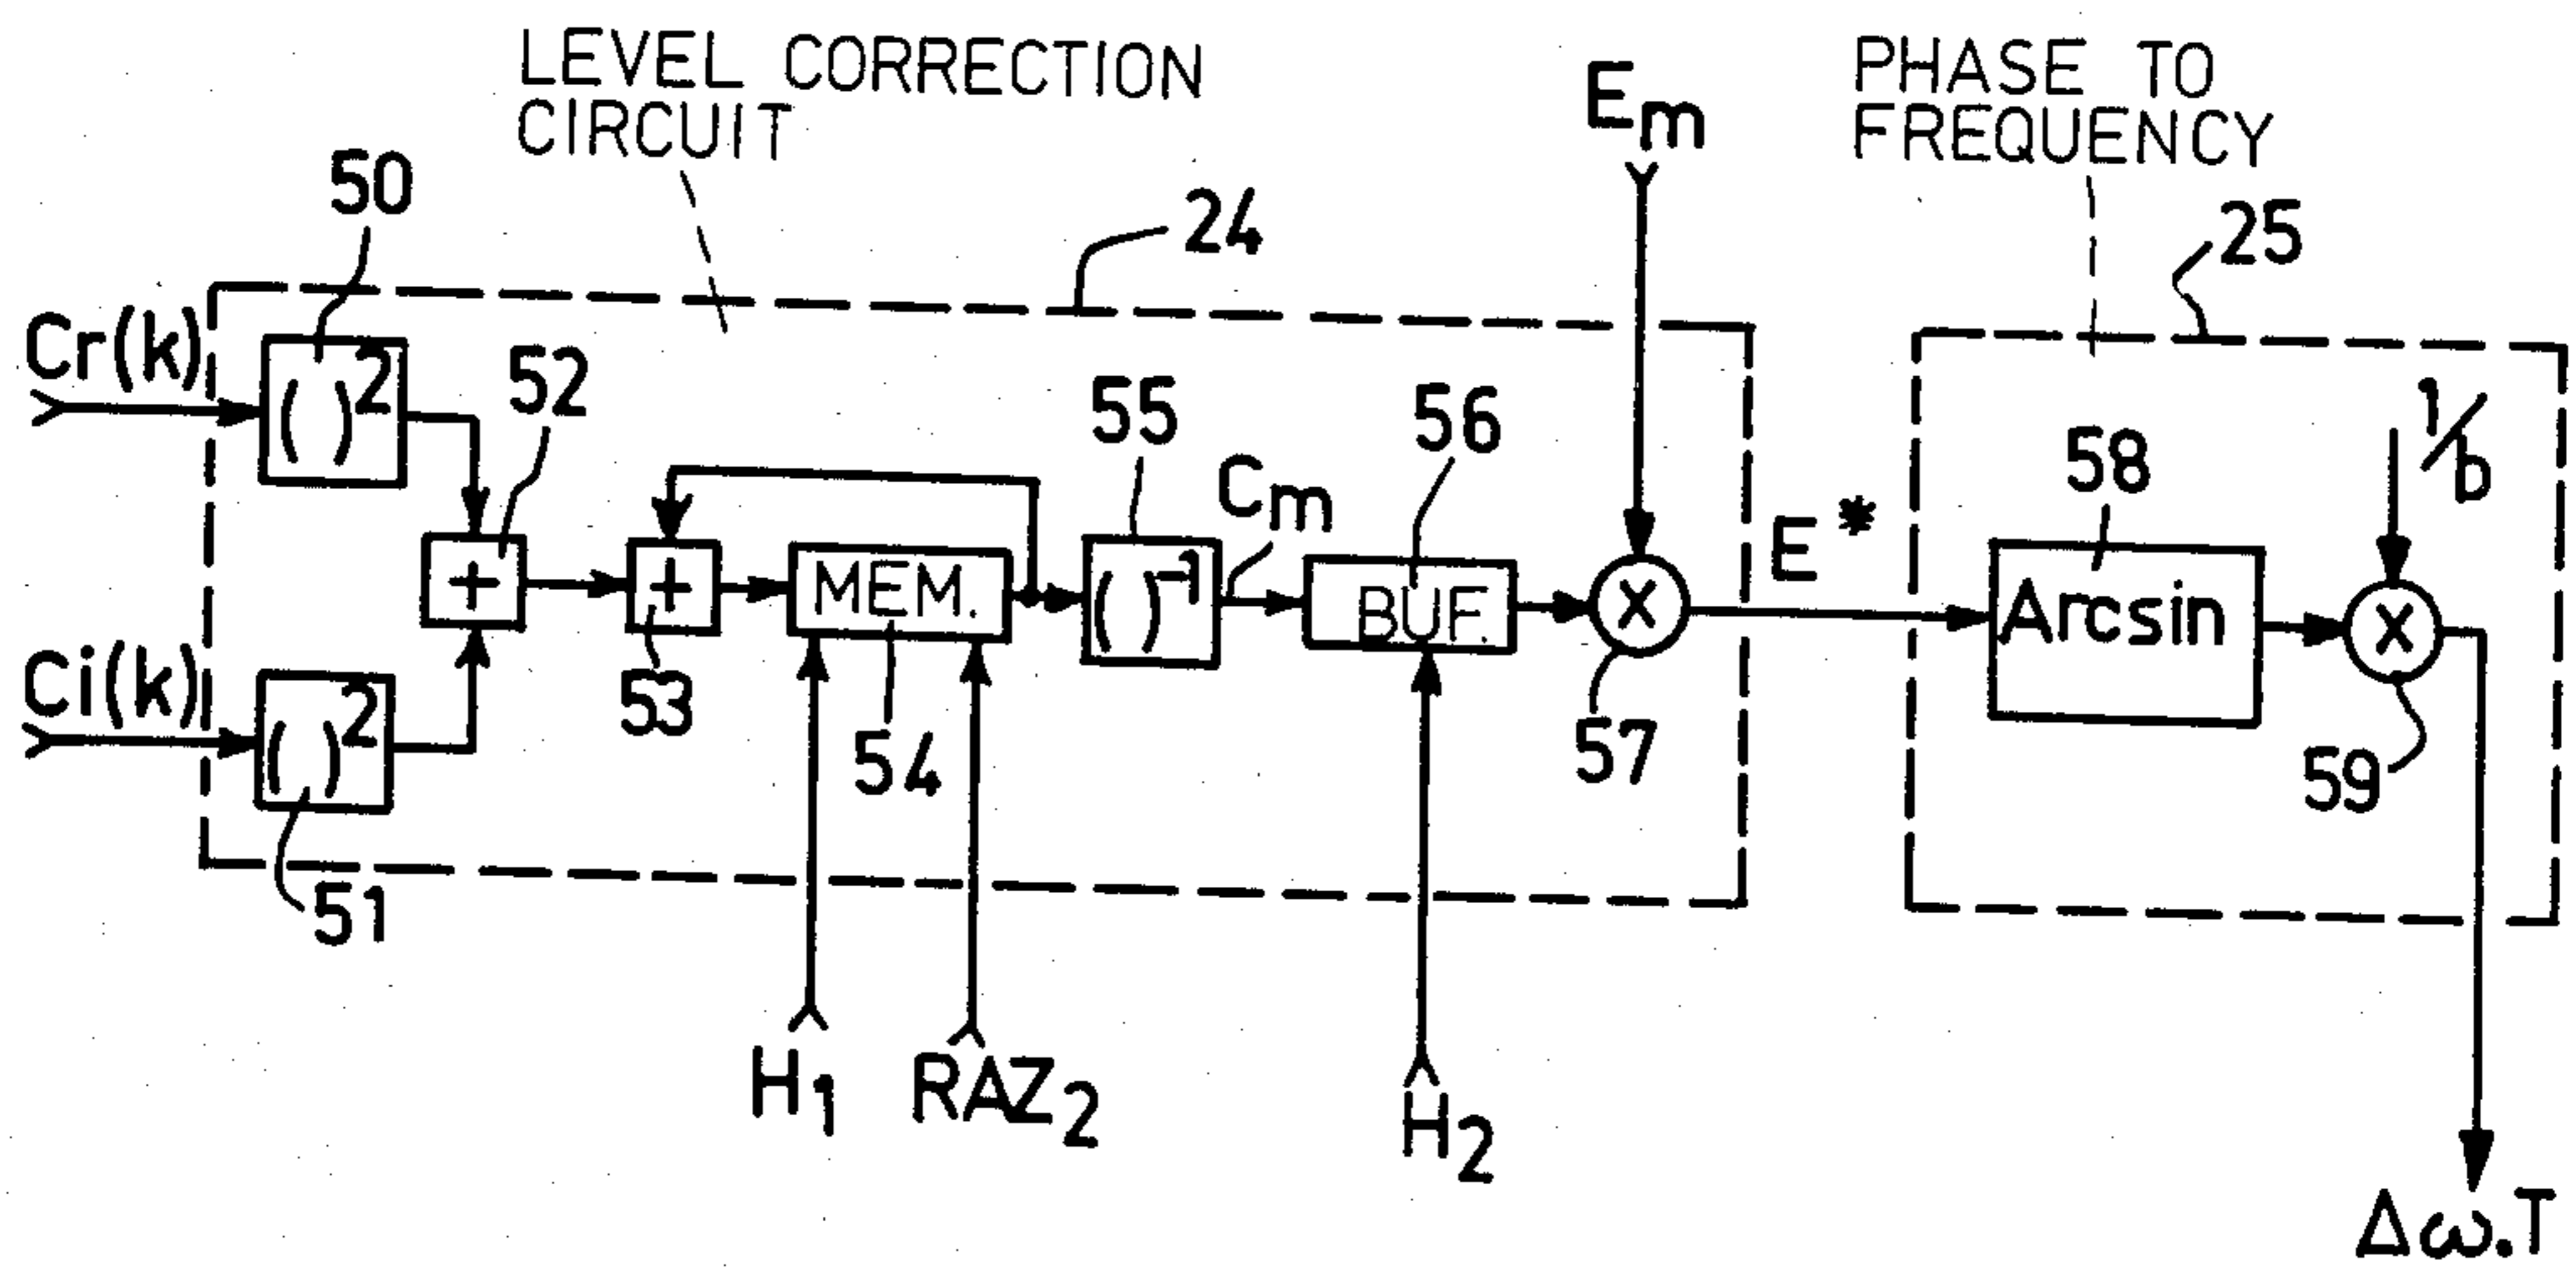 LEVEL CORRECTION
CIRCUIT
Em
PHASE TO
FREQUENCY
50
24
25
Cr(k)
( )²
52
55
Cm
56
E*
58
1/b
+
+
MEM.
( )⁻¹
BUF.
X
Arcsin
X
Ci(k)
( )²
53
54
57
59
51
H₁
RAZ₂
H₂
Δω.T